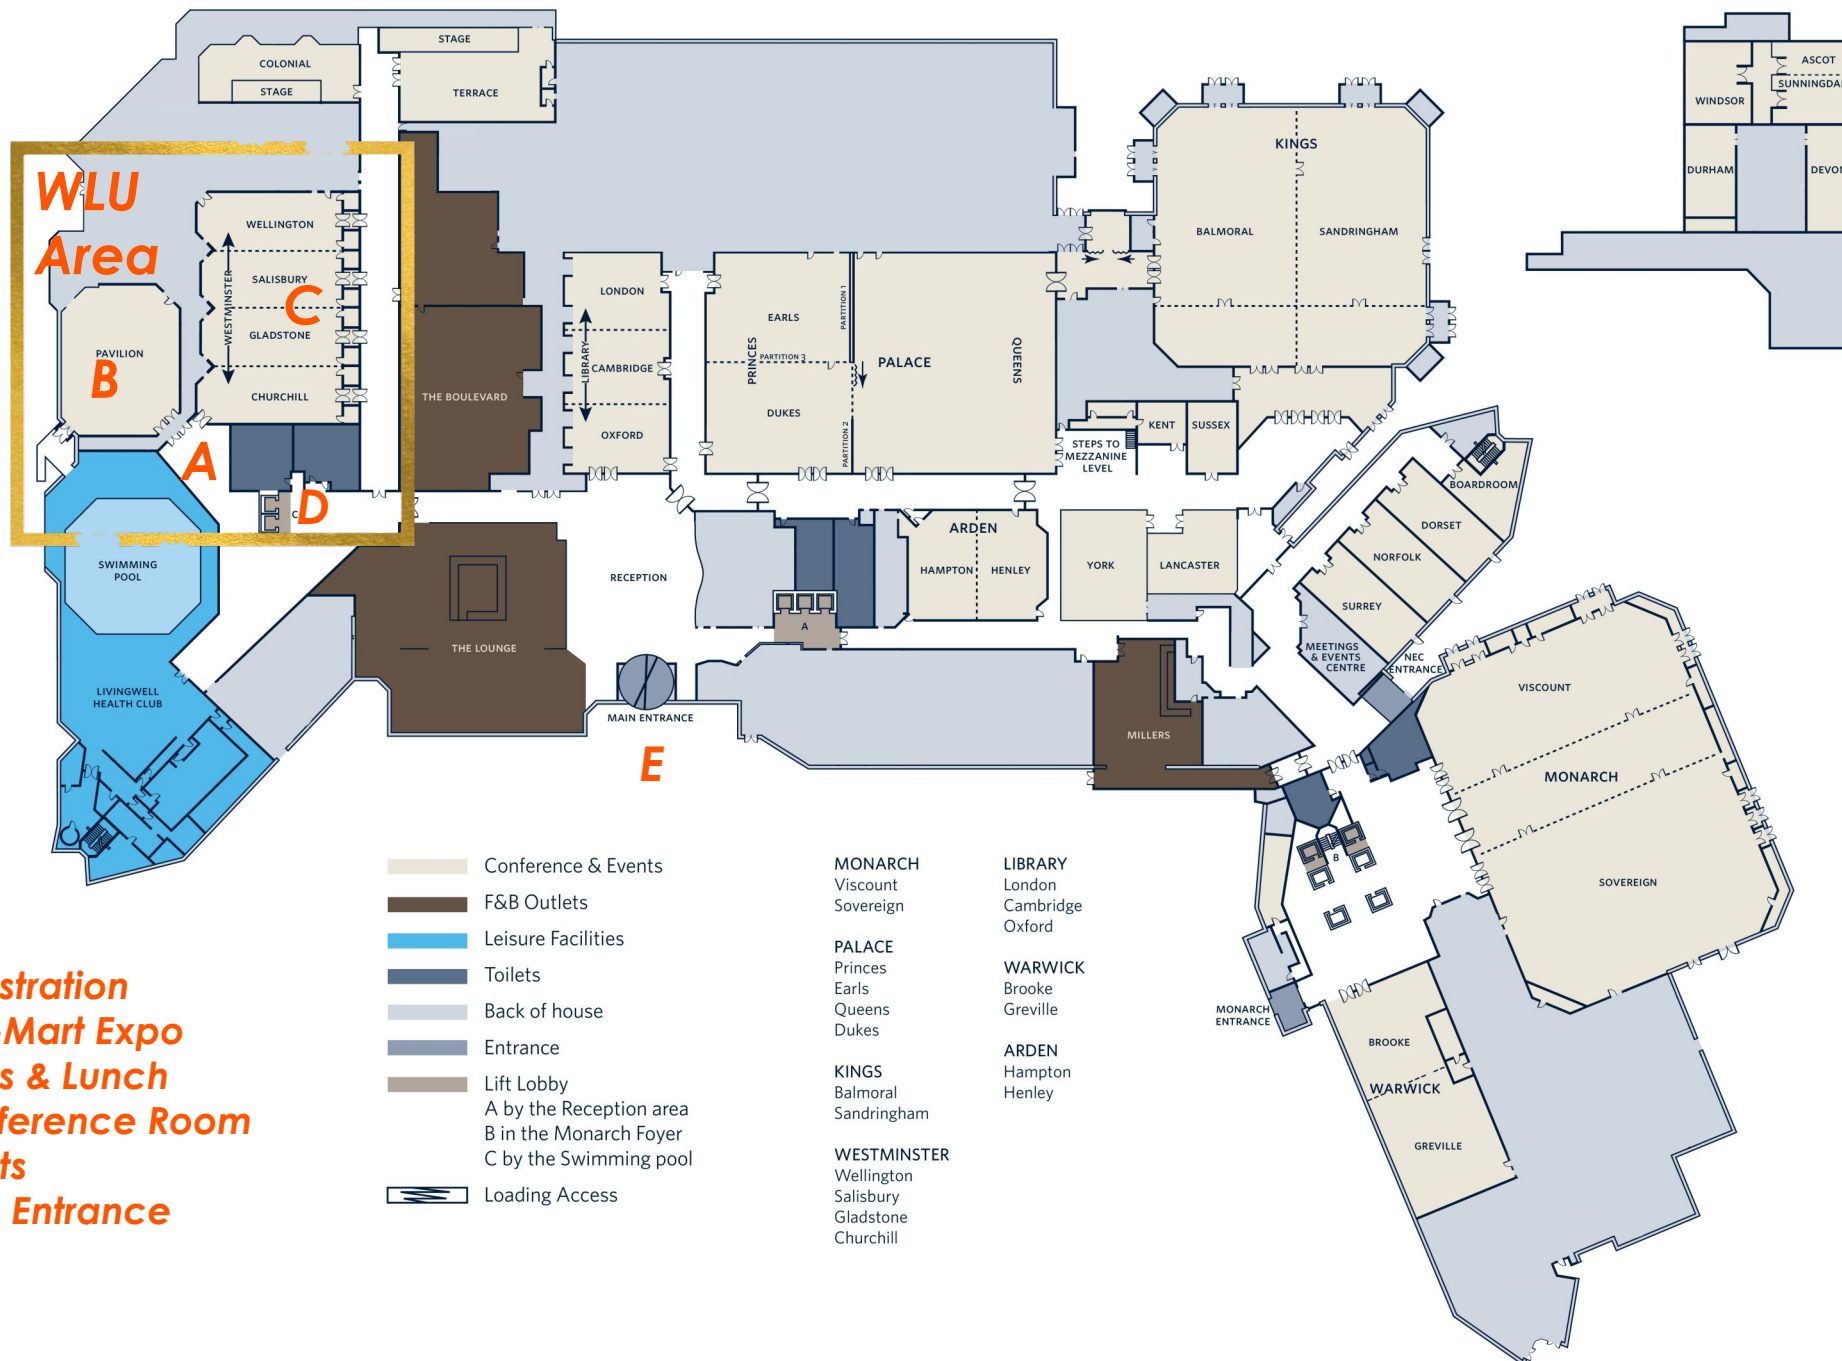 STAGE
COLONIAL
STAGE
TERRACE
WLU
Area
WELLINGTON
SALISBURY
WESTMINSTER
C
GLADSTONE
CHURCHILL
PAVILION
B
A
D
C
THE BOULEVARD
LONDON
LIBRARY
CAMBRIDGE
OXFORD
EARLS
PRINCES
PARTITION 1
PARTITION 3
DUKES
PARTITION 2
PALACE
QUEENS
KINGS
BALMORAL
SANDRINGHAM
STEPS TO
MEZZANINE
LEVEL
KENT
SUSSEX
WINDSOR
ASCOT
SUNNINGDA
DURHAM
DEVON
SWIMMING
POOL
LIVINGWELL
HEALTH CLUB
THE LOUNGE
RECEPTION
MAIN ENTRANCE
E
A
ARDEN
HAMPTON
HENLEY
YORK
LANCASTER
BOARDROOM
DORSET
NORFOLK
SURREY
MEETINGS
& EVENTS
CENTRE
NEC
ENTRANCE
MILLERS
VISCOUNT
MONARCH
SOVEREIGN
B
MONARCH
ENTRANCE
BROOKE
WARWICK
GREVILLE
stration
-Mart Expo
s & Lunch
ference Room
ts
Entrance
Conference & Events
F&B Outlets
Leisure Facilities
Toilets
Back of house
Entrance
Lift Lobby
A by the Reception area
B in the Monarch Foyer
C by the Swimming pool
Loading Access
MONARCH
Viscount
Sovereign
PALACE
Princes
Earls
Queens
Dukes
KINGS
Balmoral
Sandringham
WESTMINSTER
Wellington
Salisbury
Gladstone
Churchill
LIBRARY
London
Cambridge
Oxford
WARWICK
Brooke
Greville
ARDEN
Hampton
Henley